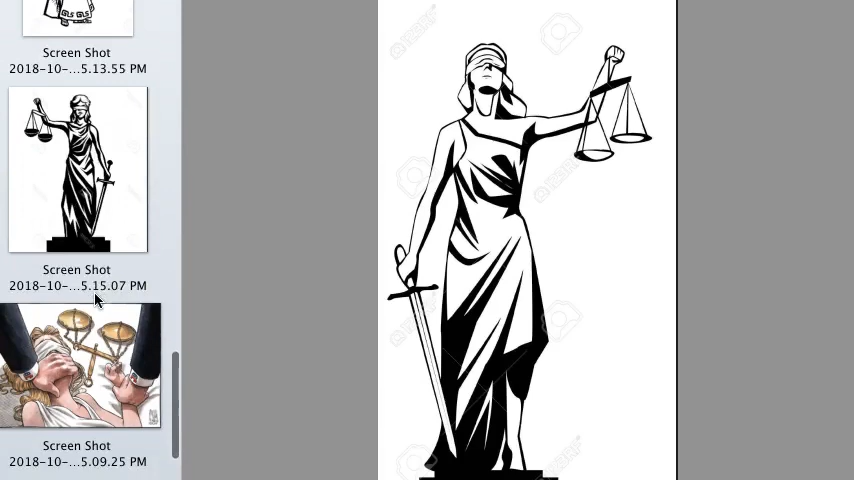 Screen Shot
2018-10-...5.13.55 PM
Screen Shot
2018-10-...5.15.07 PM
Screen Shot
2018-10-...5.09.25 PM